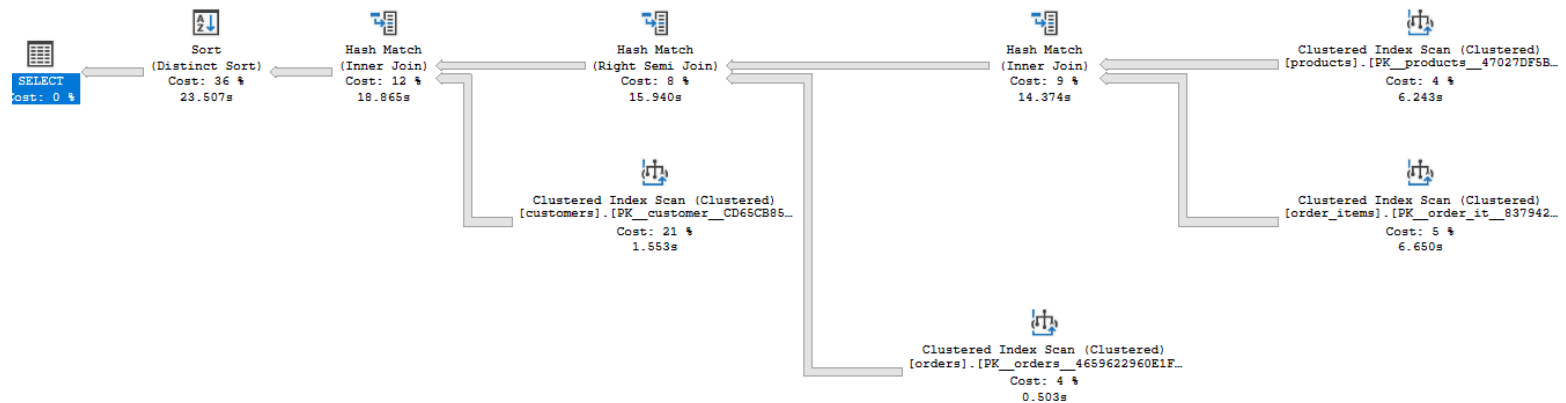 SELECT
Cost: 0 %
Sort
(Distinct Sort)
Cost: 36 %
23.507s
Hash Match
(Inner Join)
Cost: 12 %
18.865s
Hash Match
(Right Semi Join)
Cost: 8 %
15.940s
Hash Match
(Inner Join)
Cost: 9 %
14.374s
Clustered Index Scan (Clustered)
[products].[PK__products__47027DF5B…
Cost: 4 %
6.243s
Clustered Index Scan (Clustered)
[customers].[PK__customer__CD65CB85…
Cost: 21 %
1.553s
Clustered Index Scan (Clustered)
[order_items].[PK__order_it__837942…
Cost: 5 %
6.650s
Clustered Index Scan (Clustered)
[orders].[PK__orders__4659622960E1F…
Cost: 4 %
0.503s